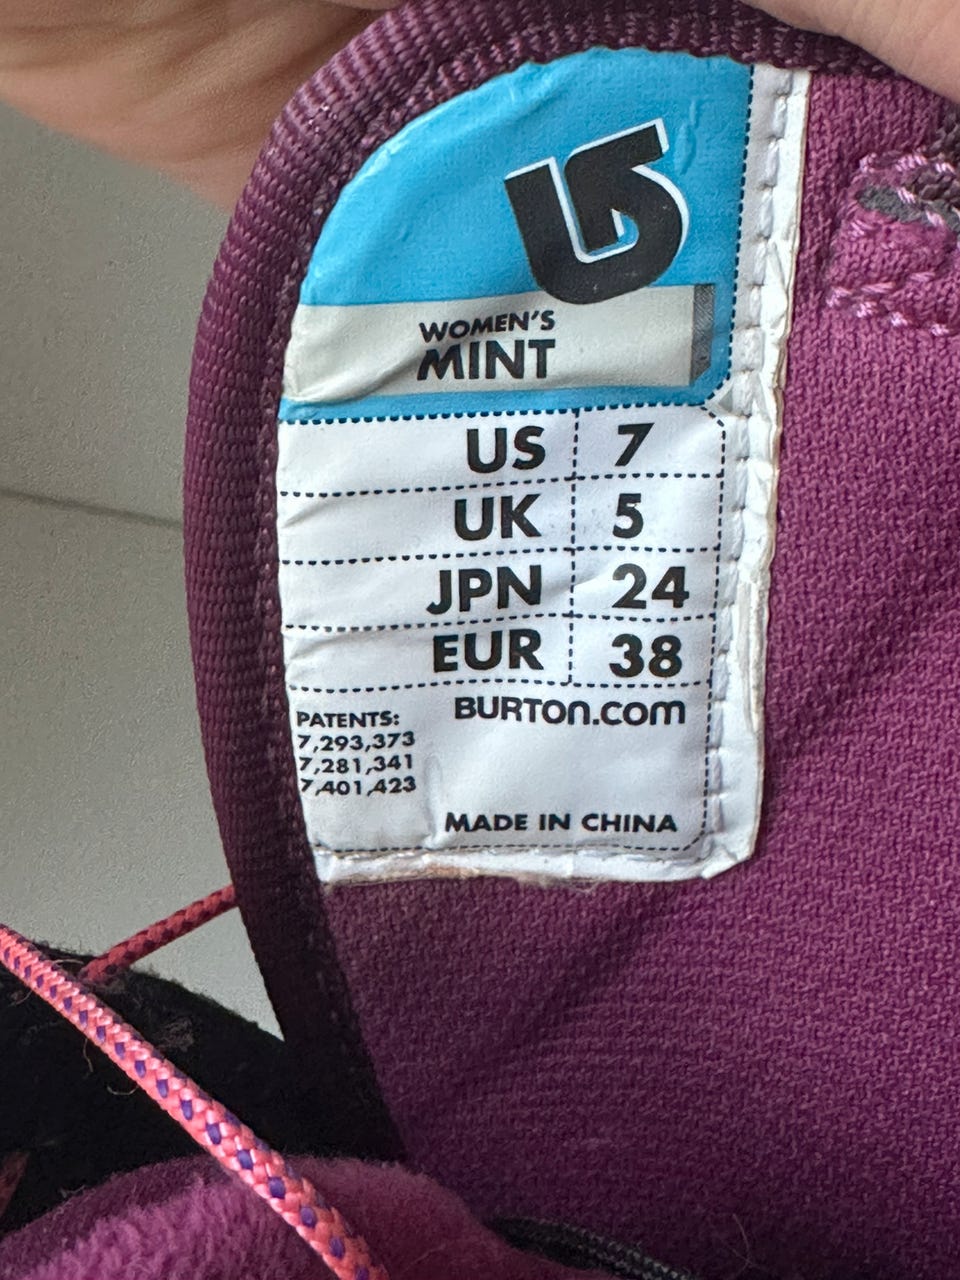 WOMEN'S
MINT
US 7
UK 5
JPN 24
EUR 38
BURTON.COM
PATENTS:
7,293,373
7,281,341
7,401,423
MADE IN CHINA